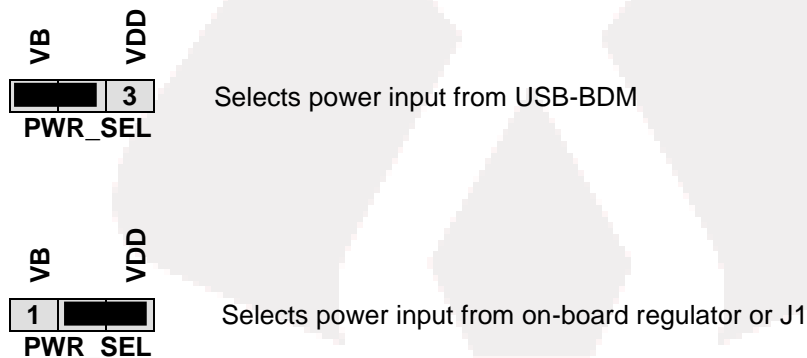 VB VDD
3 Selects power input from USB-BDM
PWR_SEL
VB VDD
1 Selects power input from on-board regulator or J1
PWR_SEL